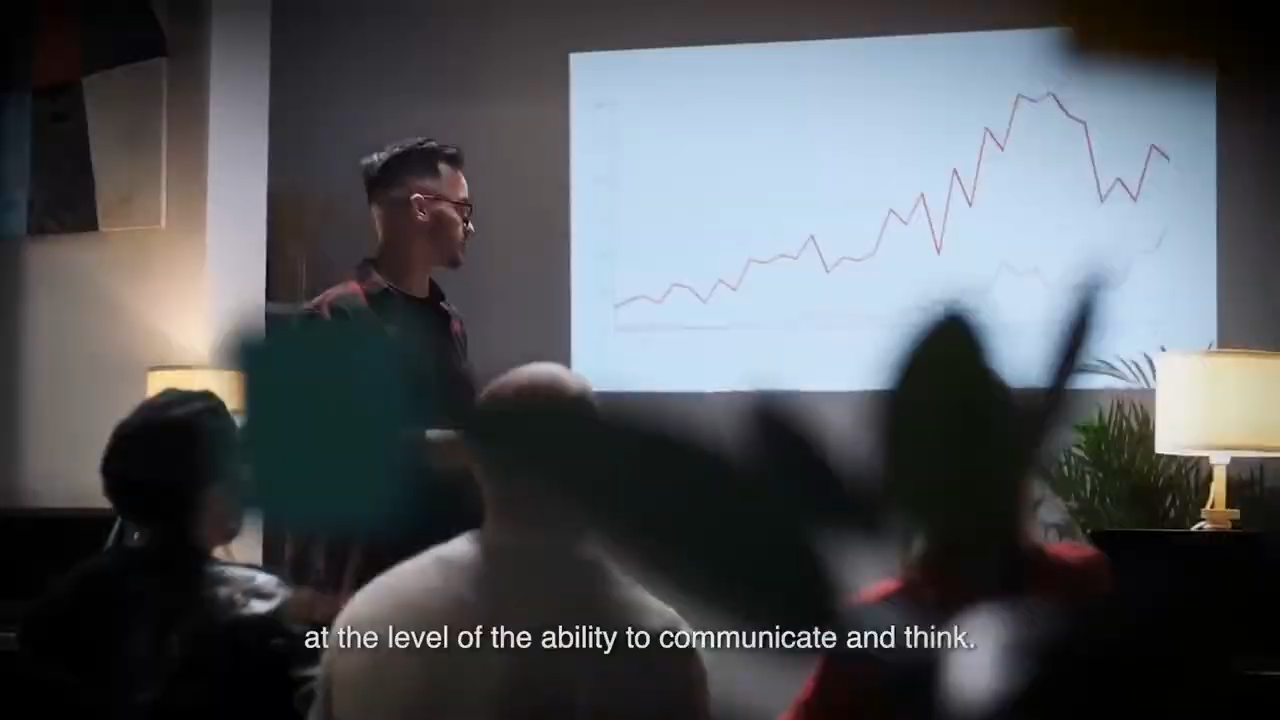 at the level of the ability to communicate and think.